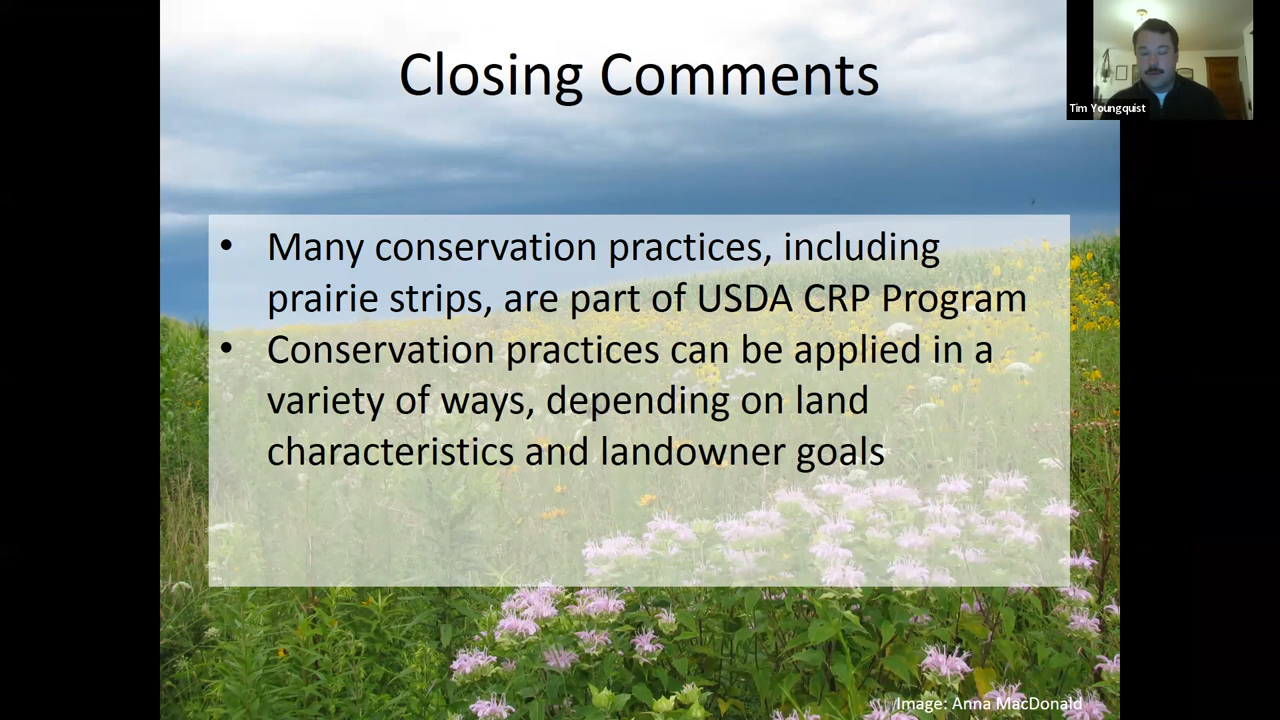 Closing Comments
Tim Youngquist
• Many conservation practices, including
prairie strips, are part of USDA CRP Program
• Conservation practices can be applied in a
variety of ways, depending on land
characteristics and landowner goals
Image: Anna MacDonald